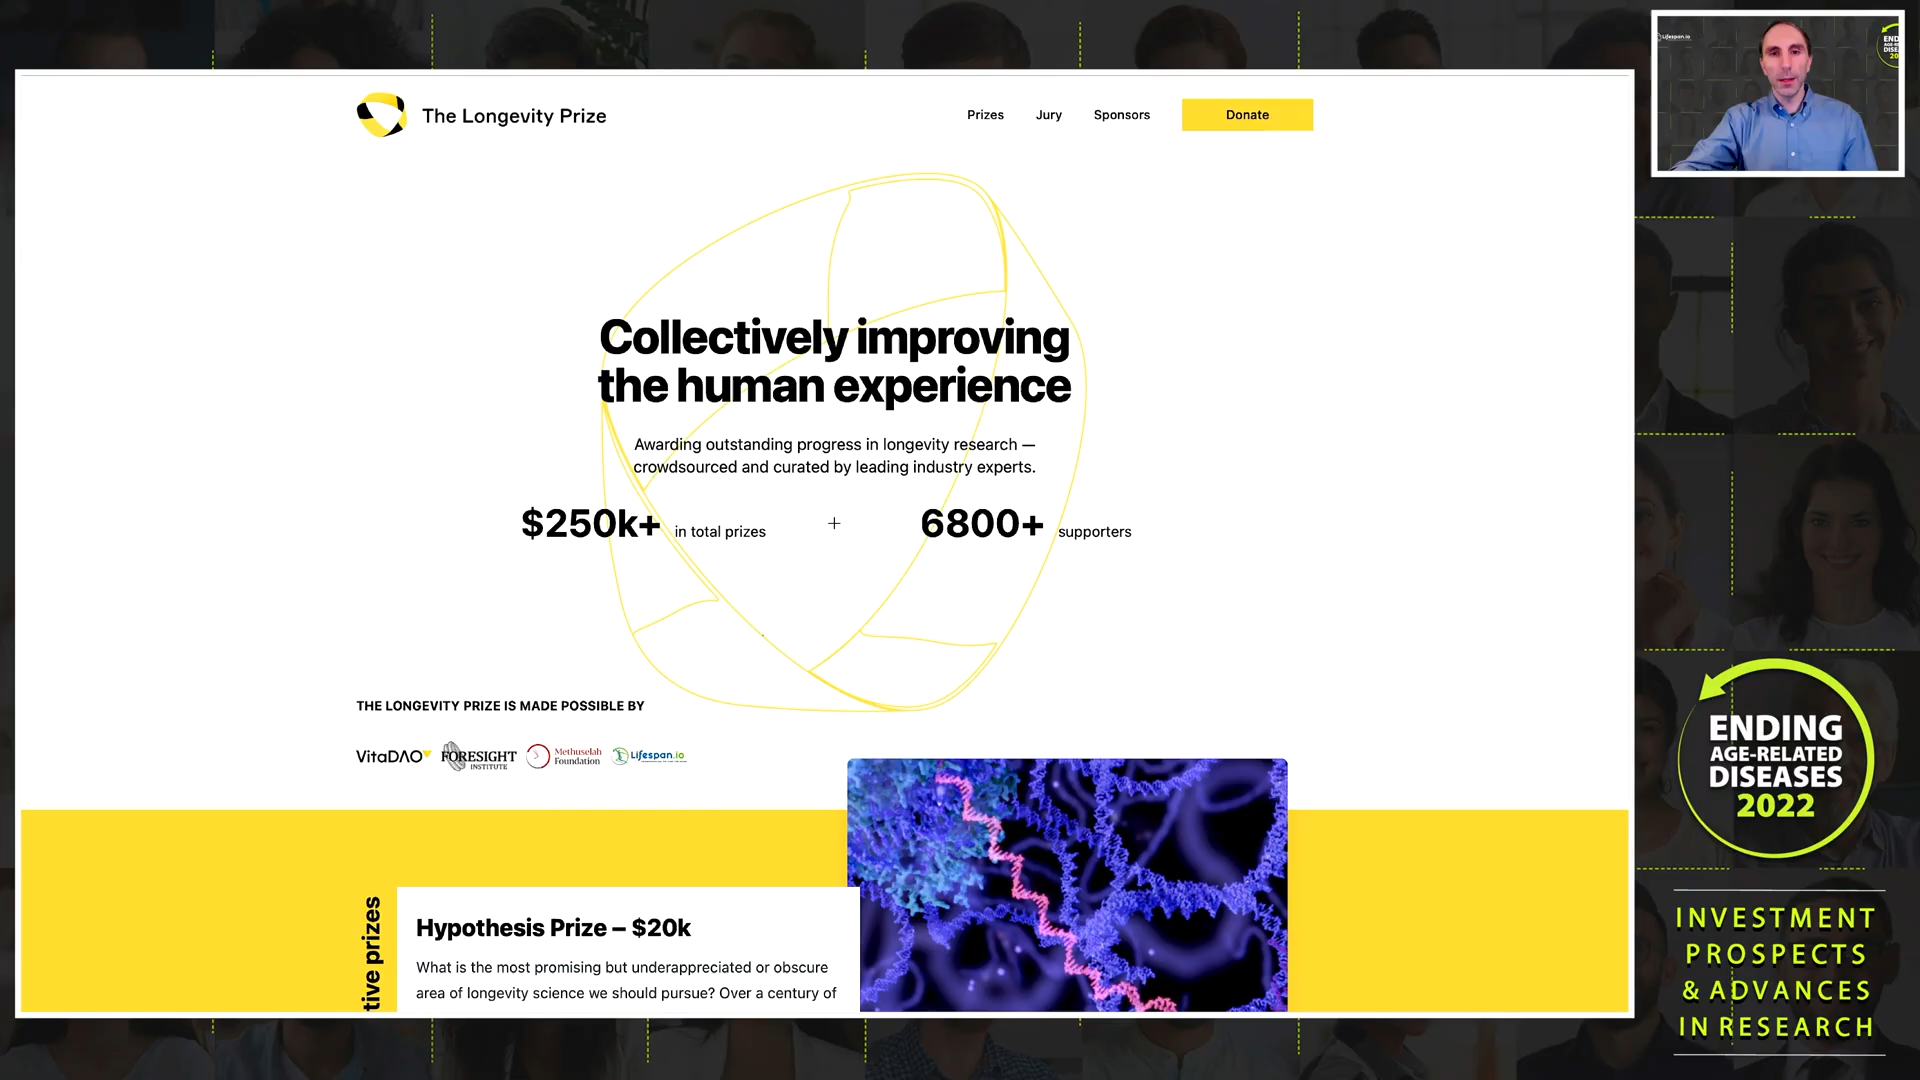 The Longevity Prize
Prizes
Jury
Sponsors
Donate
Collectively improving
the human experience
Awarding outstanding progress in longevity research —
crowdsourced and curated by leading industry experts.
$250k+ in total prizes
+
6800+ supporters
THE LONGEVITY PRIZE IS MADE POSSIBLE BY
VitaDAO
FORESIGHT
INSTITUTE
Methuselah
Foundation
Lifespan.io
tive prizes
Hypothesis Prize – $20k
What is the most promising but underappreciated or obscure
area of longevity science we should pursue? Over a century of
Lifespan.io
END
ENDING
AGE-RELATED
DISEASES
2022
INVESTMENT
PROSPECTS
& ADVANCES
IN RESEARCH